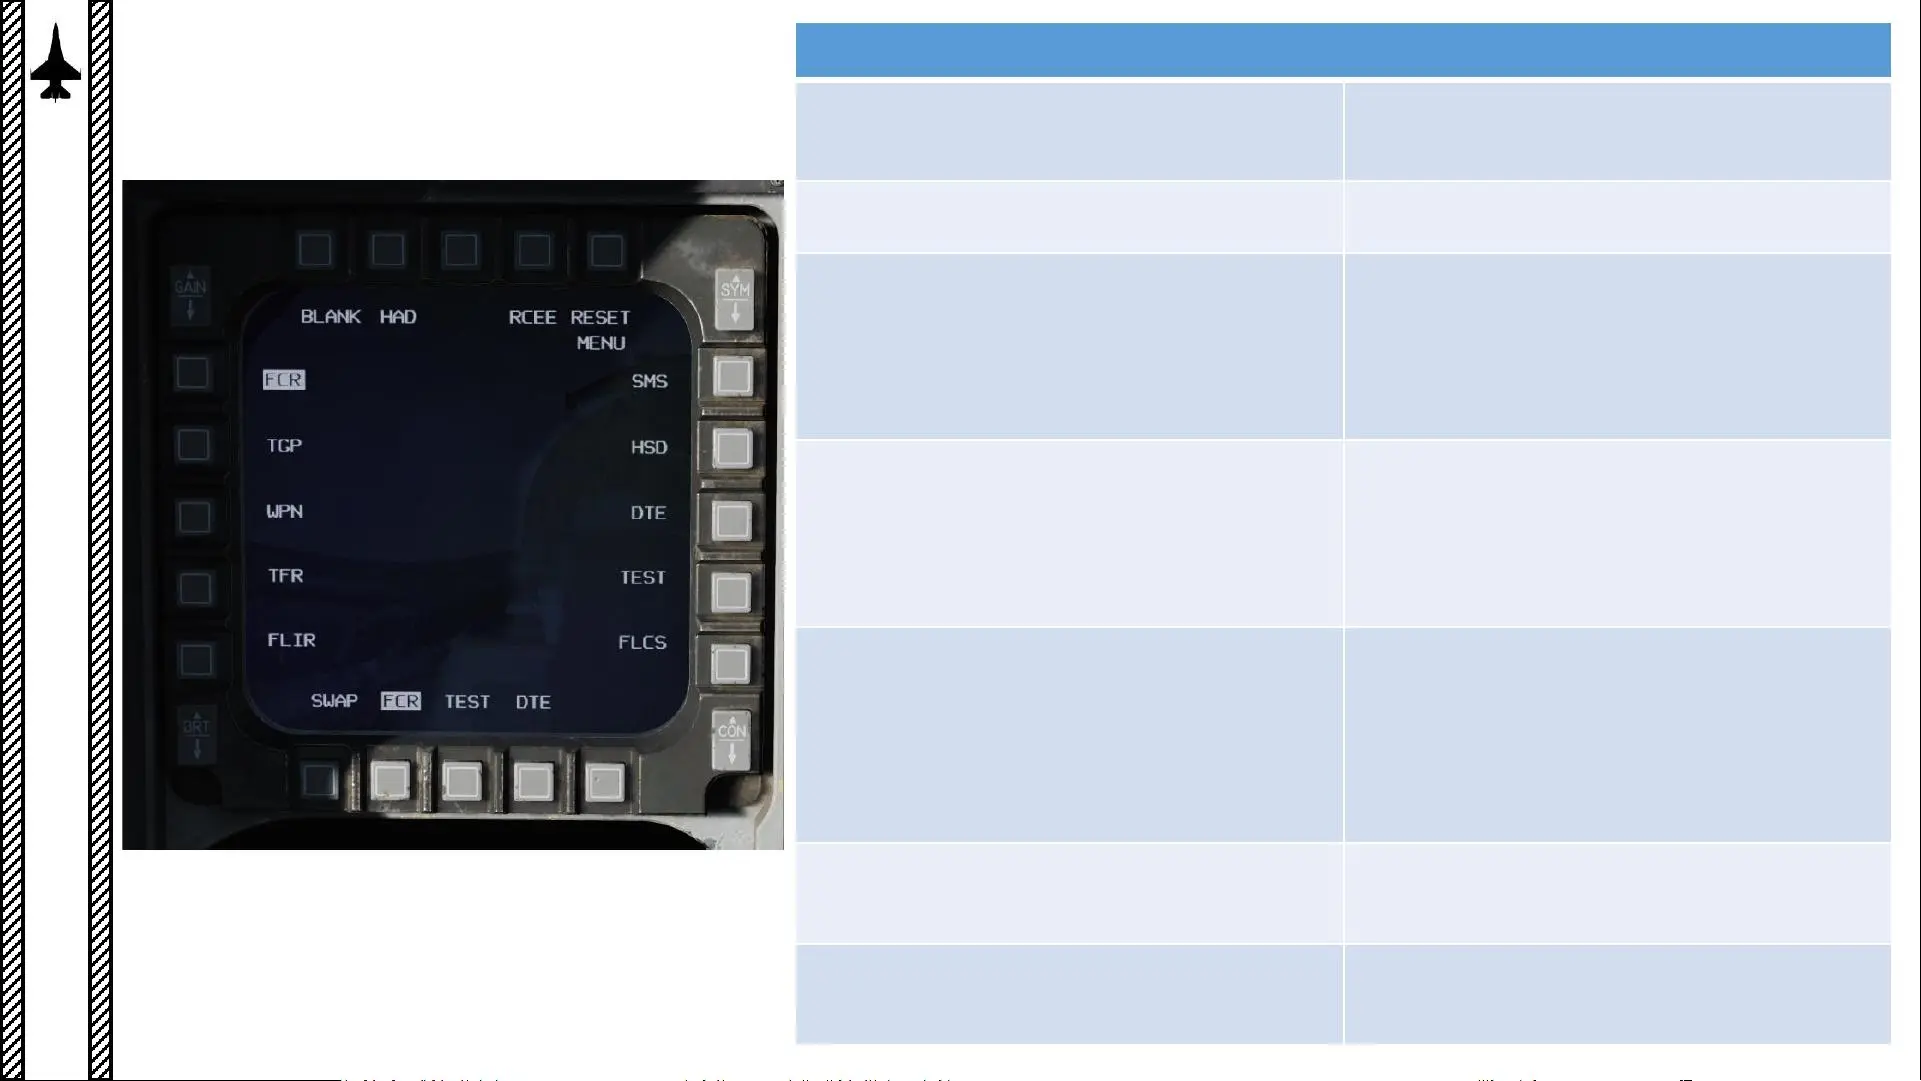 GAIN
SYM
BLANK HAD RCEE RESET
MENU
FCR SMS
TGP HSD
WPN DTE
TFR TEST
FLIR FLCS
SWAP FCR TEST DTE
BRT
CON